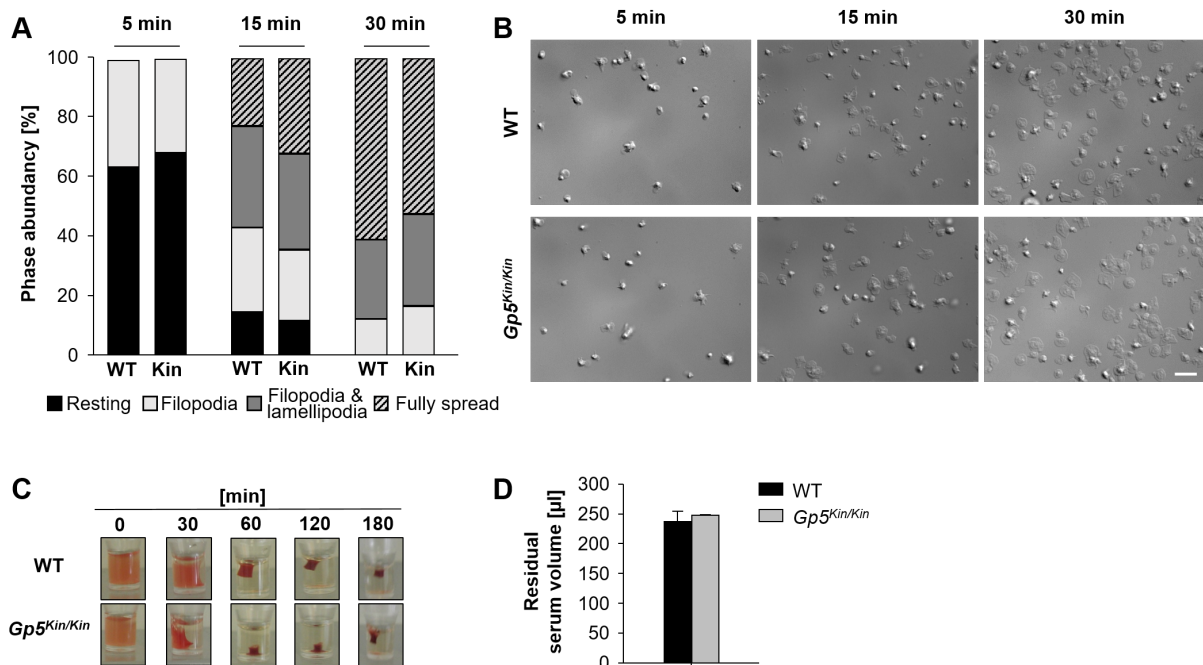 A
5 min
15 min
30 min
Phase abundancy [%]
100
80
60
40
20
0
WT
Kin
WT
Kin
WT
Kin
Resting
Filopodia
Filopodia &
lamellipodia
Fully spread
B
5 min
15 min
30 min
WT
Gp5Kin/Kin
C
[min]
0
30
60
120
180
WT
Gp5Kin/Kin
D
Residual
serum volume [µl]
300
250
200
150
100
50
0
WT
Gp5Kin/Kin